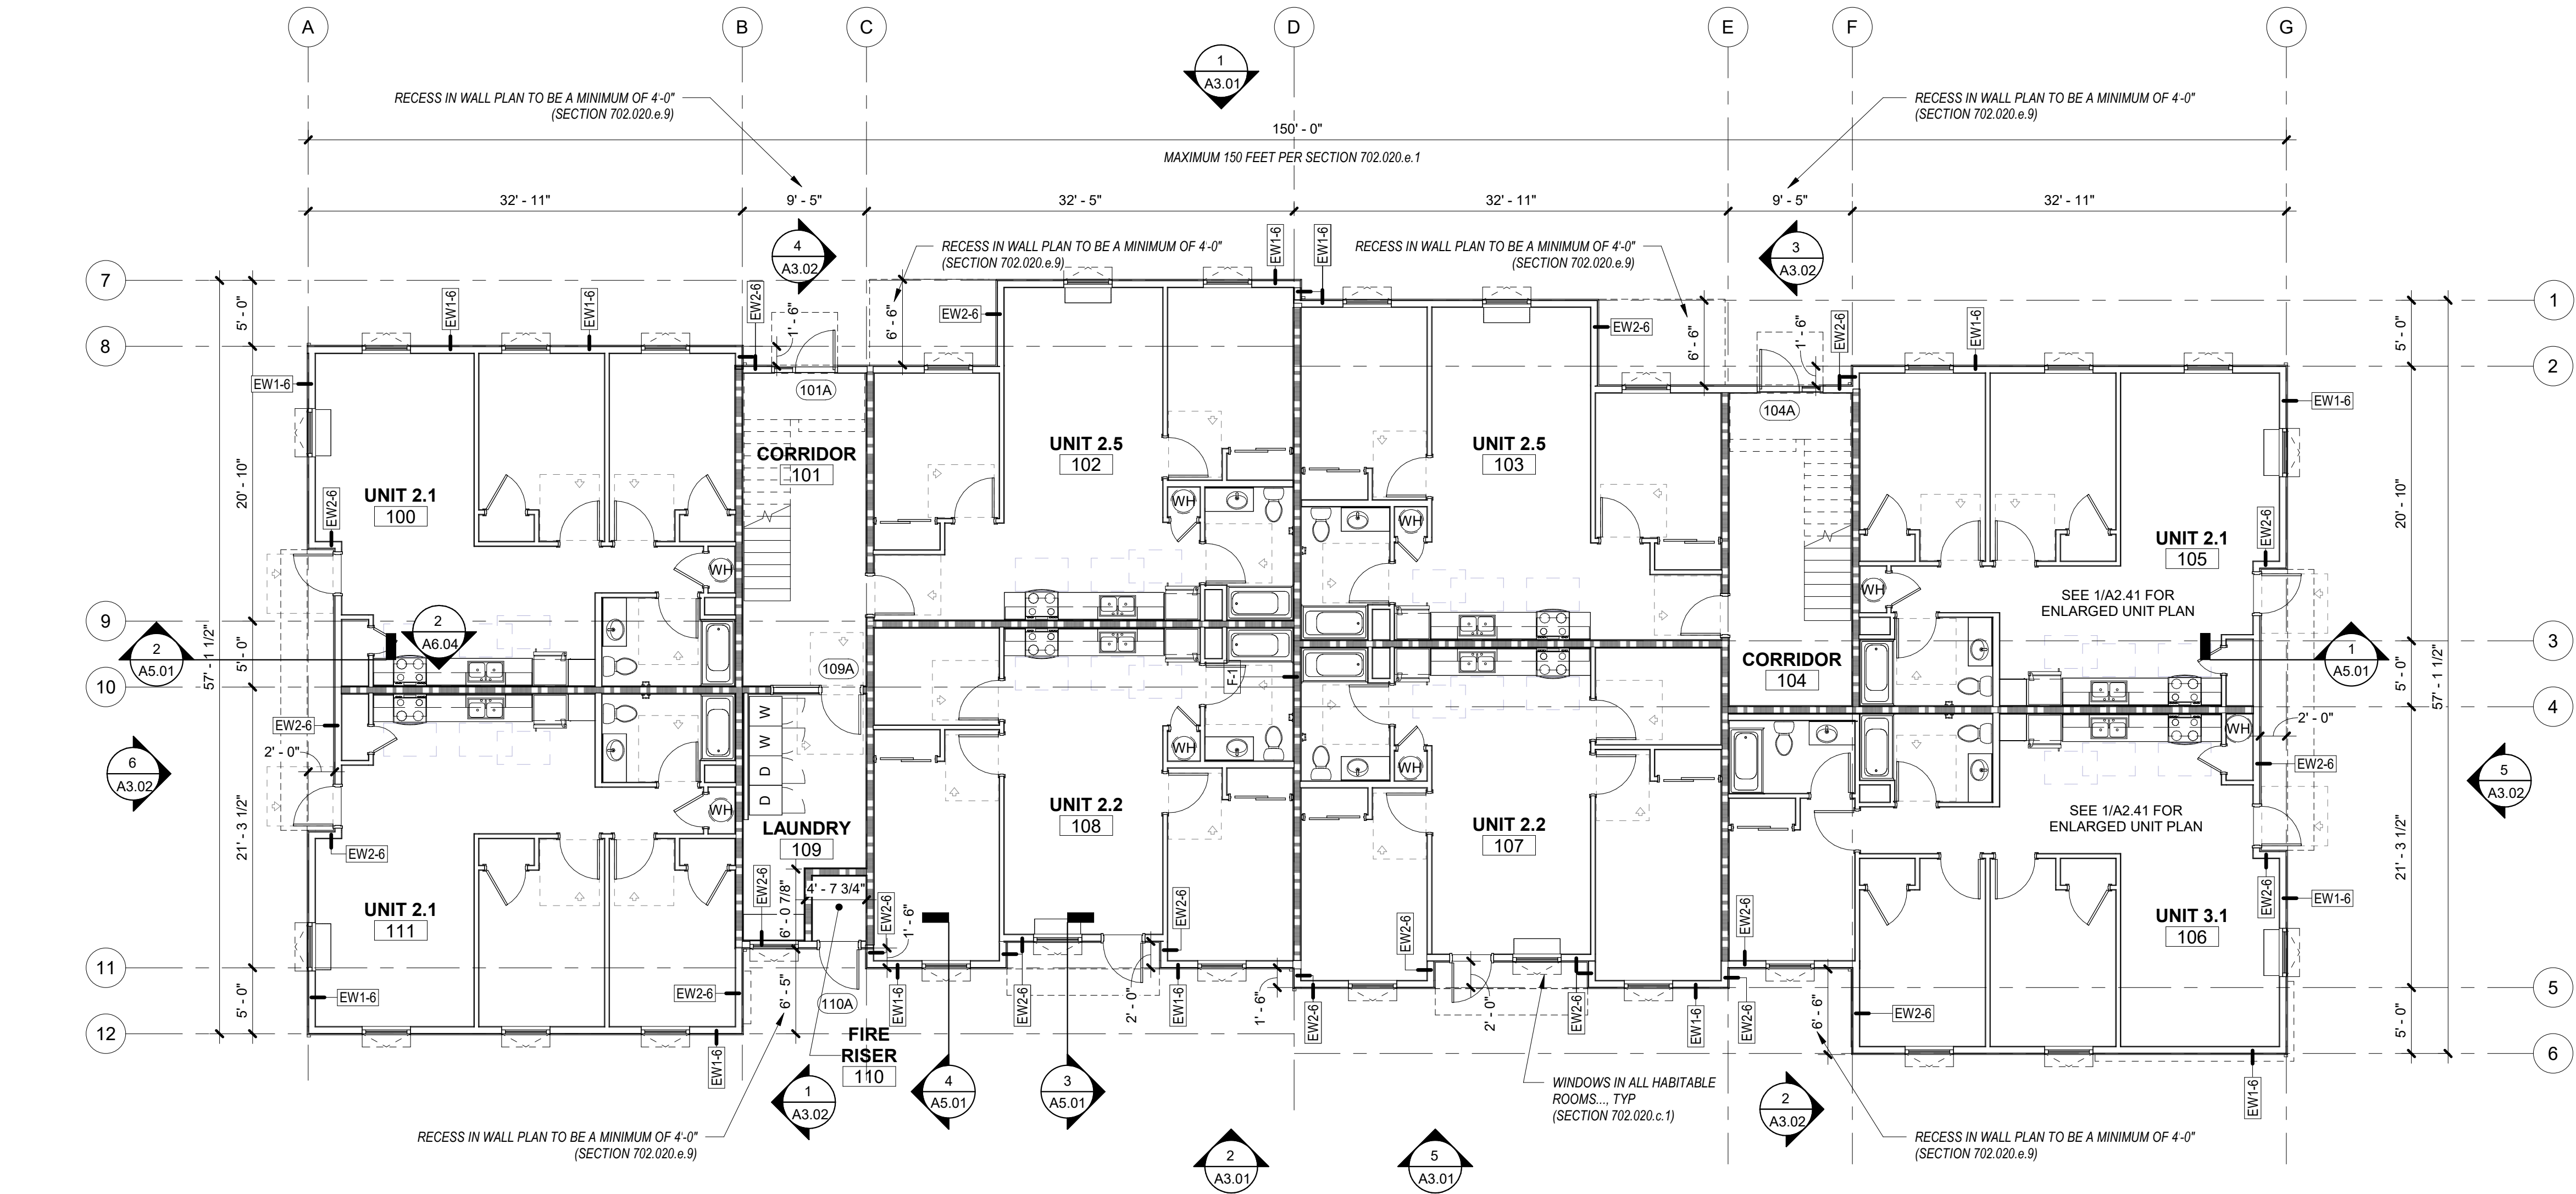 A
B
C
D
E
F
G
1
A3.01
RECESS IN WALL PLAN TO BE A MINIMUM OF 4'-0"
(SECTION 702.020.e.9)
RECESS IN WALL PLAN TO BE A MINIMUM OF 4'-0"
(SECTION 702.020.e.9)
150' - 0"
MAXIMUM 150 FEET PER SECTION 702.020.e.1
32' - 11"
9' - 5"
32' - 5"
32' - 11"
9' - 5"
32' - 11"
4
A3.02
RECESS IN WALL PLAN TO BE A MINIMUM OF 4'-0"
(SECTION 702.020.e.9)
RECESS IN WALL PLAN TO BE A MINIMUM OF 4'-0"
(SECTION 702.020.e.9)
3
A3.02
EW1-6
EW1-6
7
8
9
10
11
12
1
2
3
4
5
6
5' - 0"
20' - 10"
5' - 0"
21' - 3 1/2"
5' - 0"
57' - 1 1/2"
5' - 0"
20' - 10"
5' - 0"
21' - 3 1/2"
5' - 0"
57' - 1 1/2"
EW1-6
EW1-6
EW2-6
1' - 6"
6' - 6"
EW2-6
EW2-6
6' - 6"
1' - 6"
EW2-6
EW1-6
EW1-6
EW1-6
101A
104A
UNIT 2.1
100
EW2-6
CORRIDOR
101
UNIT 2.5
102
UNIT 2.5
103
UNIT 2.1
105
EW2-6
SEE 1/A2.41 FOR
ENLARGED UNIT PLAN
WH
WH
WH
WH
2
A6.04
2
A5.01
1
A5.01
109A
CORRIDOR
104
F-1
EW2-6
2' - 0"
2' - 0"
EW2-6
6
A3.02
5
A3.02
W
W
D
D
WH
WH
WH
WH
LAUNDRY
109
UNIT 2.2
108
UNIT 2.2
107
SEE 1/A2.41 FOR
ENLARGED UNIT PLAN
EW2-6
UNIT 2.1
111
UNIT 3.1
106
EW2-6
EW1-6
EW2-6
6' - 0 7/8"
4' - 7 3/4"
EW2-6
1' - 6"
EW2-6
EW2-6
EW2-6
EW1-6
EW2-6
6' - 5"
110A
EW1-6
EW2-6
2' - 0"
EW1-6
1' - 6"
EW2-6
2' - 0"
EW2-6
EW1-6
EW2-6
6' - 6"
EW2-6
EW1-6
EW1-6
FIRE
RISER
110
1
A3.02
4
A5.01
3
A5.01
WINDOWS IN ALL HABITABLE
ROOMS..., TYP
(SECTION 702.020.c.1)
2
A3.02
RECESS IN WALL PLAN TO BE A MINIMUM OF 4'-0"
(SECTION 702.020.e.9)
2
A3.01
5
A3.01
RECESS IN WALL PLAN TO BE A MINIMUM OF 4'-0"
(SECTION 702.020.e.9)